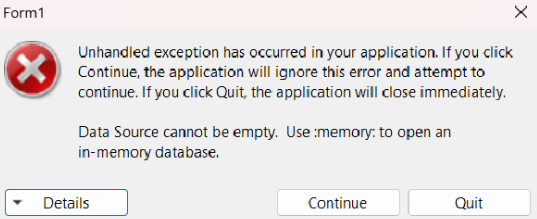 Form1
Unhandled exception has occurred in your application. If you click
Continue, the application will ignore this error and attempt to
continue. If you click Quit, the application will close immediately.
Data Source cannot be empty.  Use :memory: to open an
in-memory database.
Details
Continue
Quit